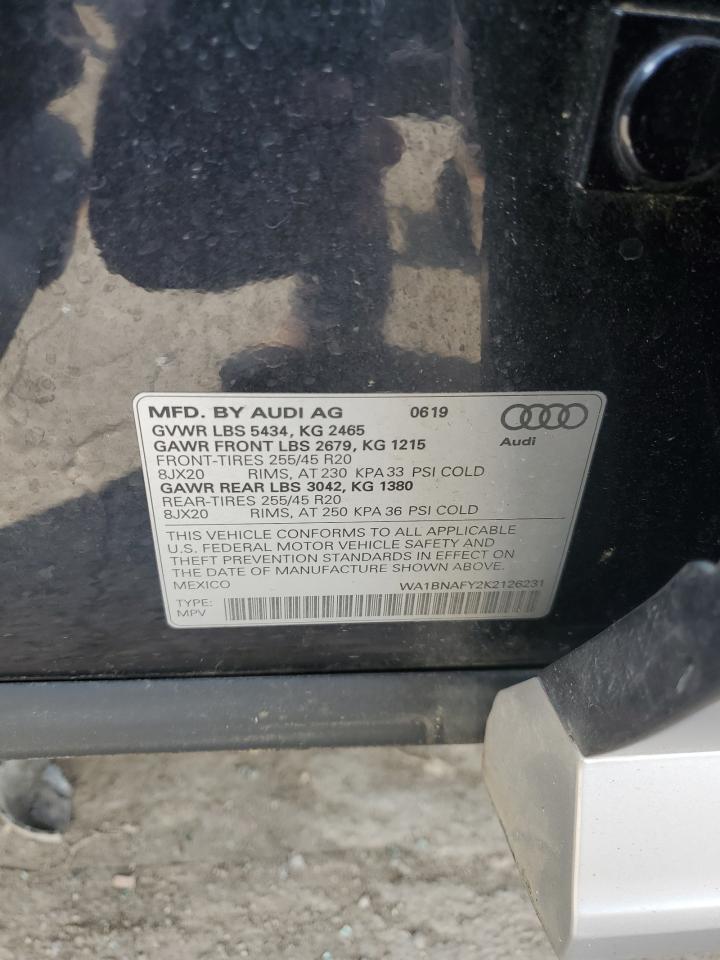 MFD. BY AUDI AG 0619
GVWR LBS 5434, KG 2465
GAWR FRONT LBS 2679, KG 1215
Audi
FRONT-TIRES 255/45 R20
8JX20 RIMS, AT 230 KPA 33 PSI COLD
GAWR REAR LBS 3042, KG 1380
REAR-TIRES 255/45 R20
8JX20 RIMS, AT 250 KPA 36 PSI COLD
THIS VEHICLE CONFORMS TO ALL APPLICABLE
U.S. FEDERAL MOTOR VEHICLE SAFETY AND
THEFT PREVENTION STANDARDS IN EFFECT ON
THE DATE OF MANUFACTURE SHOWN ABOVE.
MEXICO WA1BNAFY2K2126231
TYPE:
MPV